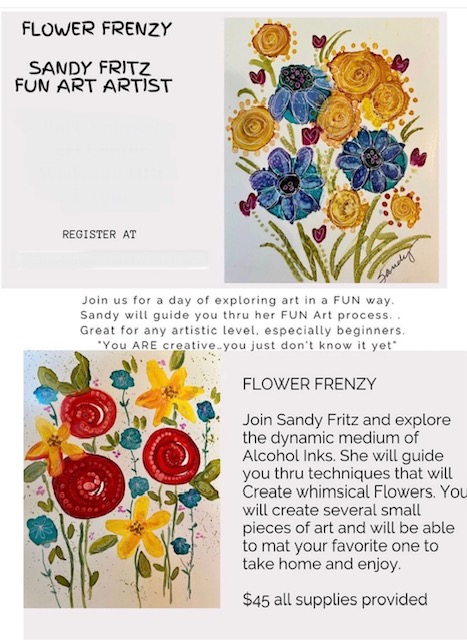 FLOWER FRENZY
SANDY FRITZ
FUN ART ARTIST
REGISTER AT
Sandy
Join us for a day of exploring art in a FUN way.
Sandy will guide you thru her FUN Art process. .
Great for any artistic level, especially beginners.
"You ARE creative…you just don't know it yet"
FLOWER FRENZY
Join Sandy Fritz and explore
the dynamic medium of
Alcohol Inks. She will guide
you thru techniques that will
Create whimsical Flowers. You
will create several small
pieces of art and will be able
to mat your favorite one to
take home and enjoy.
$45 all supplies provided